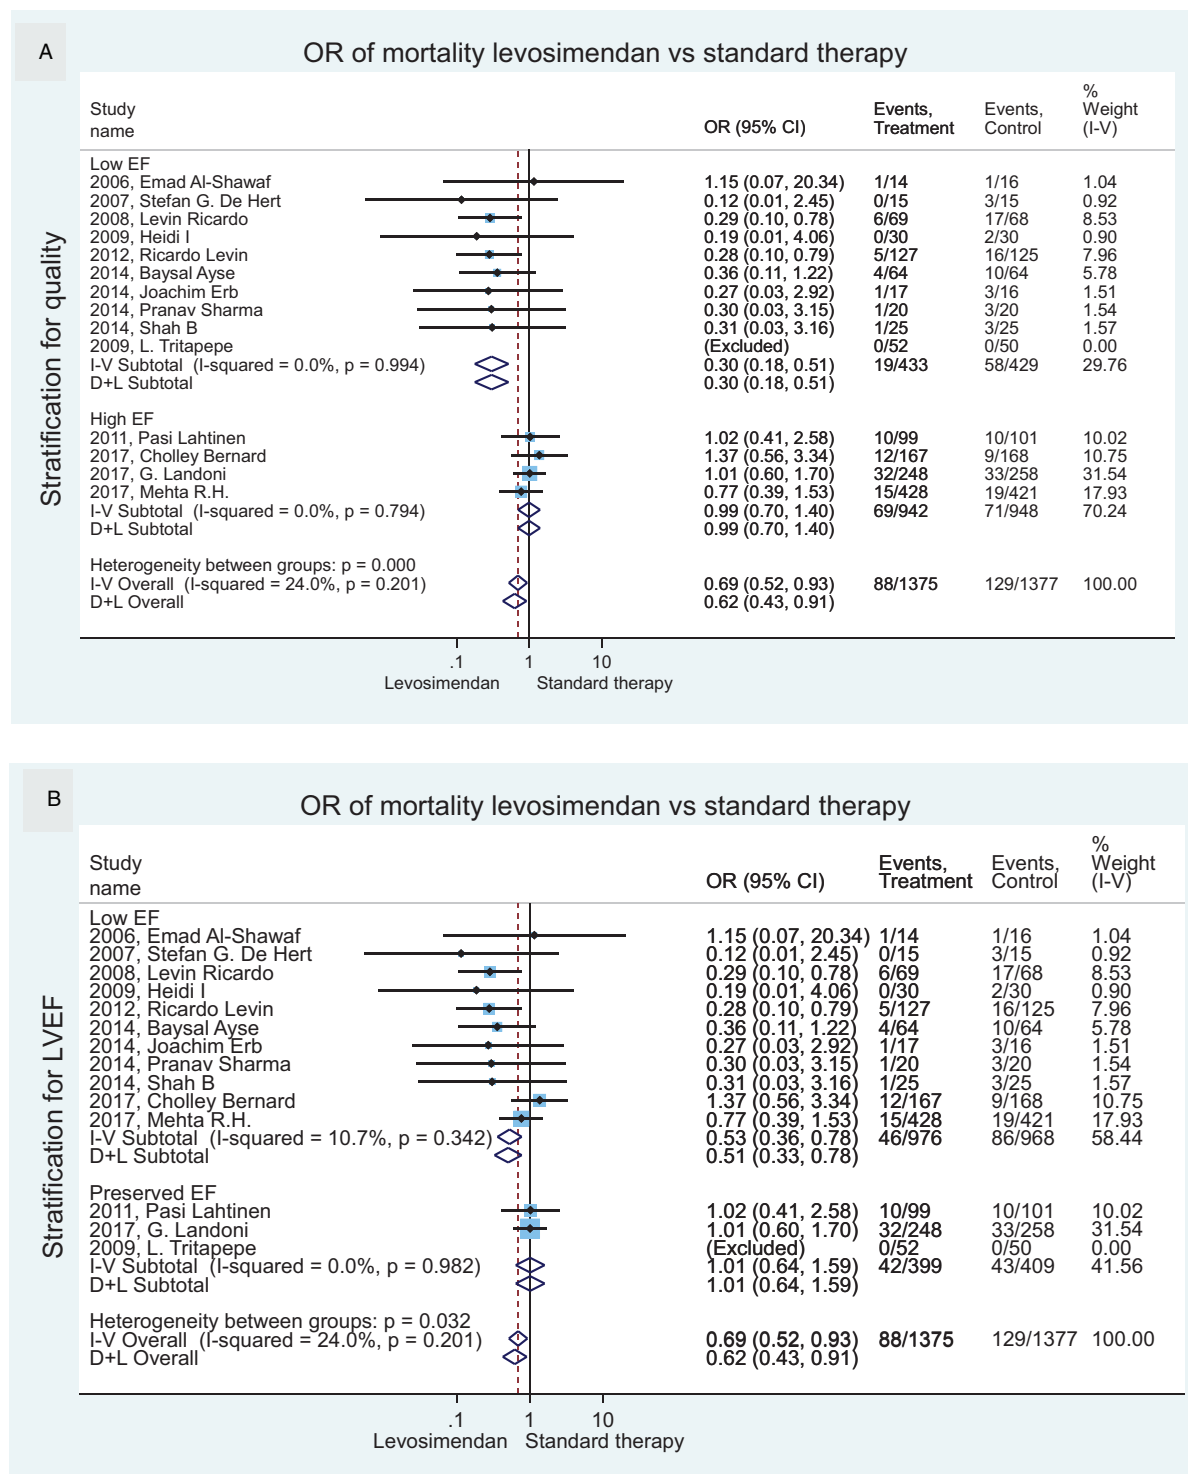 A
OR of mortality levosimendan vs standard therapy
Stratification for quality
Study name OR (95% CI) Events, Treatment Events, Control % Weight (I-V)
Low EF
2006, Emad Al-Shawaf 1.15 (0.07, 20.34) 1/14 1/16 1.04
2007, Stefan G. De Hert 0.12 (0.01, 2.45) 0/15 3/15 0.92
2008, Levin Ricardo 0.29 (0.10, 0.78) 6/69 17/68 8.53
2009, Heidi I 0.19 (0.01, 4.06) 0/30 2/30 0.90
2012, Ricardo Levin 0.28 (0.10, 0.79) 5/127 16/125 7.96
2014, Baysal Ayse 0.36 (0.11, 1.22) 4/64 10/64 5.78
2014, Joachim Erb 0.27 (0.03, 2.92) 1/17 3/16 1.51
2014, Pranav Sharma 0.30 (0.03, 3.15) 1/20 3/20 1.54
2014, Shah B 0.31 (0.03, 3.16) 1/25 3/25 1.57
2009, L. Tritapepe (Excluded) 0/52 0/50 0.00
I-V Subtotal (I-squared = 0.0%, p = 0.994) 0.30 (0.18, 0.51) 19/433 58/429 29.76
D+L Subtotal 0.30 (0.18, 0.51)
High EF
2011, Pasi Lahtinen 1.02 (0.41, 2.58) 10/99 10/101 10.02
2017, Cholley Bernard 1.37 (0.56, 3.34) 12/167 9/168 10.75
2017, G. Landoni 1.01 (0.60, 1.70) 32/248 33/258 31.54
2017, Mehta R.H. 0.77 (0.39, 1.53) 15/428 19/421 17.93
I-V Subtotal (I-squared = 0.0%, p = 0.794) 0.99 (0.70, 1.40) 69/942 71/948 70.24
D+L Subtotal 0.99 (0.70, 1.40)
Heterogeneity between groups: p = 0.000
I-V Overall (I-squared = 24.0%, p = 0.201) 0.69 (0.52, 0.93) 88/1375 129/1377 100.00
D+L Overall 0.62 (0.43, 0.91)
.1 1 10
Levosimendan Standard therapy
B
OR of mortality levosimendan vs standard therapy
Stratification for LVEF
Study name OR (95% CI) Events, Treatment Events, Control % Weight (I-V)
Low EF
2006, Emad Al-Shawaf 1.15 (0.07, 20.34) 1/14 1/16 1.04
2007, Stefan G. De Hert 0.12 (0.01, 2.45) 0/15 3/15 0.92
2008, Levin Ricardo 0.29 (0.10, 0.78) 6/69 17/68 8.53
2009, Heidi I 0.19 (0.01, 4.06) 0/30 2/30 0.90
2012, Ricardo Levin 0.28 (0.10, 0.79) 5/127 16/125 7.96
2014, Baysal Ayse 0.36 (0.11, 1.22) 4/64 10/64 5.78
2014, Joachim Erb 0.27 (0.03, 2.92) 1/17 3/16 1.51
2014, Pranav Sharma 0.30 (0.03, 3.15) 1/20 3/20 1.54
2014, Shah B 0.31 (0.03, 3.16) 1/25 3/25 1.57
2017, Cholley Bernard 1.37 (0.56, 3.34) 12/167 9/168 10.75
2017, Mehta R.H. 0.77 (0.39, 1.53) 15/428 19/421 17.93
I-V Subtotal (I-squared = 10.7%, p = 0.342) 0.53 (0.36, 0.78) 46/976 86/968 58.44
D+L Subtotal 0.51 (0.33, 0.78)
Preserved EF
2011, Pasi Lahtinen 1.02 (0.41, 2.58) 10/99 10/101 10.02
2017, G. Landoni 1.01 (0.60, 1.70) 32/248 33/258 31.54
2009, L. Tritapepe (Excluded) 0/52 0/50 0.00
I-V Subtotal (I-squared = 0.0%, p = 0.982) 1.01 (0.64, 1.59) 42/399 43/409 41.56
D+L Subtotal 1.01 (0.64, 1.59)
Heterogeneity between groups: p = 0.032
I-V Overall (I-squared = 24.0%, p = 0.201) 0.69 (0.52, 0.93) 88/1375 129/1377 100.00
D+L Overall 0.62 (0.43, 0.91)
.1 1 10
Levosimendan Standard therapy